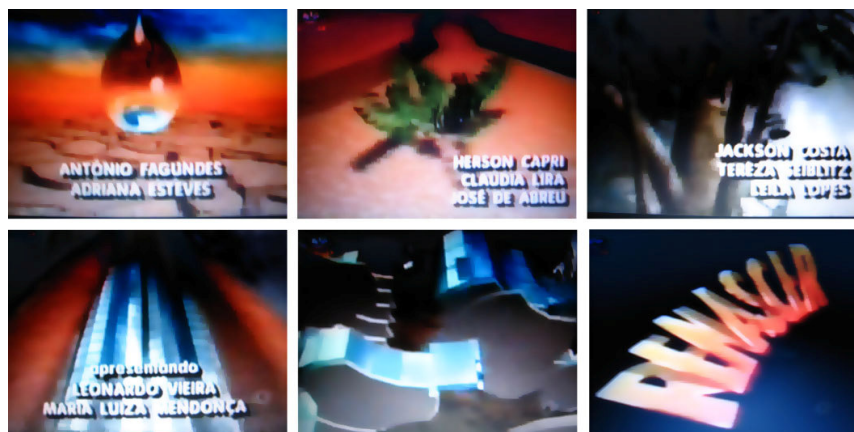 ANTÔNIO FAGUNDES
ADRIANA ESTEVES
HERSON CAPRI
CLAUDIA LIRA
JOSÉ DE ABREU
JACKSON COSTA
TEREZA SEIBLITZ
LEILA LOPES
apresentando
LEONARDO VIEIRA
MARIA LUIZA MENDONÇA
RENASCER